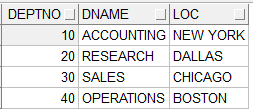 DEPTNO DNAME LOC
10 ACCOUNTING NEW YORK
20 RESEARCH DALLAS
30 SALES CHICAGO
40 OPERATIONS BOSTON